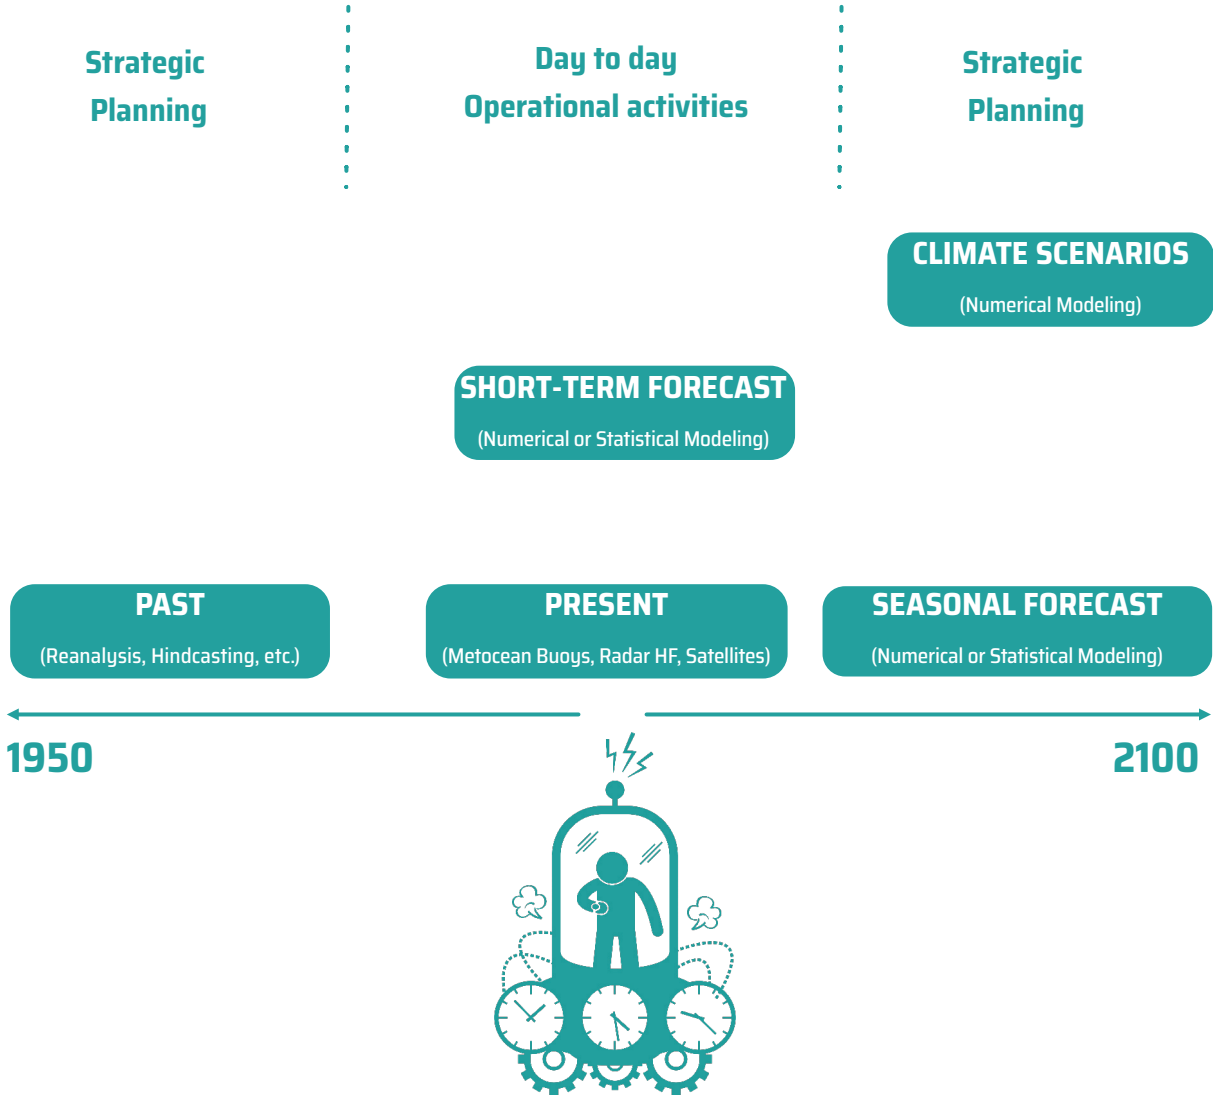 Strategic
Planning
Day to day
Operational activities
Strategic
Planning
CLIMATE SCENARIOS
(Numerical Modeling)
SHORT-TERM FORECAST
(Numerical or Statistical Modeling)
PAST
(Reanalysis, Hindcasting, etc.)
PRESENT
(Metocean Buoys, Radar HF, Satellites)
SEASONAL FORECAST
(Numerical or Statistical Modeling)
1950
2100